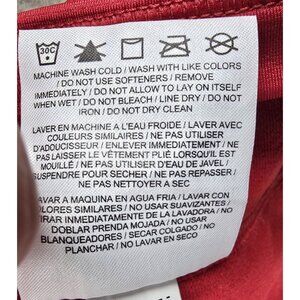 30C
MACHINE WASH COLD / WASH WITH LIKE COLORS
/ DO NOT USE SOFTENERS / REMOVE
IMMEDIATELY / DO NOT ALLOW TO LAY ON ITSELF
WHEN WET / DO NOT BLEACH / LINE DRY / DO NOT
IRON / DO NOT DRY CLEAN
LAVER EN MACHINE A L'EAU FROIDE / LAVER AVEC
COULEURS SIMILAIRES / NE PAS UTILISER
D'ADOUCISSEUR / ENLEVER IMMÉDIATEMENT / NE
PAS LAISSER LE VÊTEMENT PLIÉ LORSQU'IL EST
MOUILLÉ / NE PAS UTILISER D'EAU DE JAVEL /
SUSPENDRE POUR SÉCHER / NE PAS REPASSER /
NE PAS NETTOYER A SEC
LAVAR A MAQUINA EN AGUA FRIA / LAVAR CON
COLORES SIMILARES / NO USAR SUAVIZANTES /
TIRAR IMMEDIATAMENTE DE LA LAVADORA / NO
DOBLAR PRENDA MOJADA / NO USAR
BLANQUEADORES / SECAR COLGADO / NO
PLANCHAR / NO LAVAR EN SECO